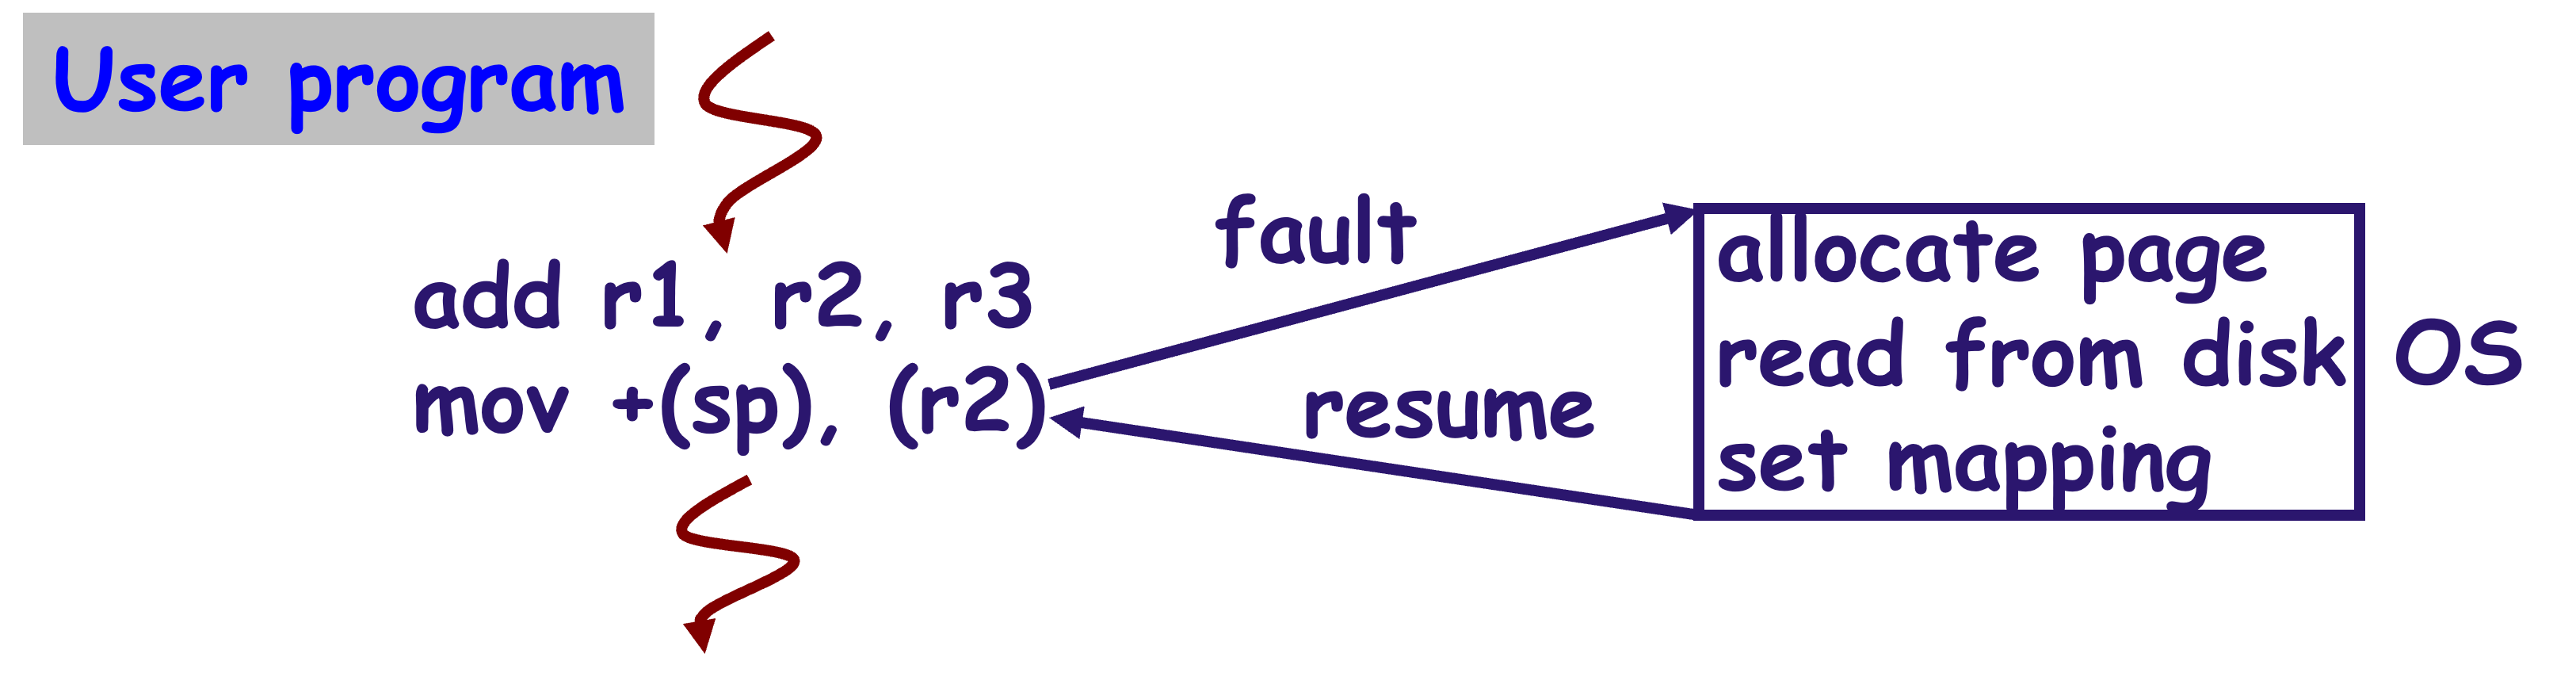 User program
fault
add r1, r2, r3
mov +(sp), (r2)
resume
allocate page
read from disk
set mapping
OS